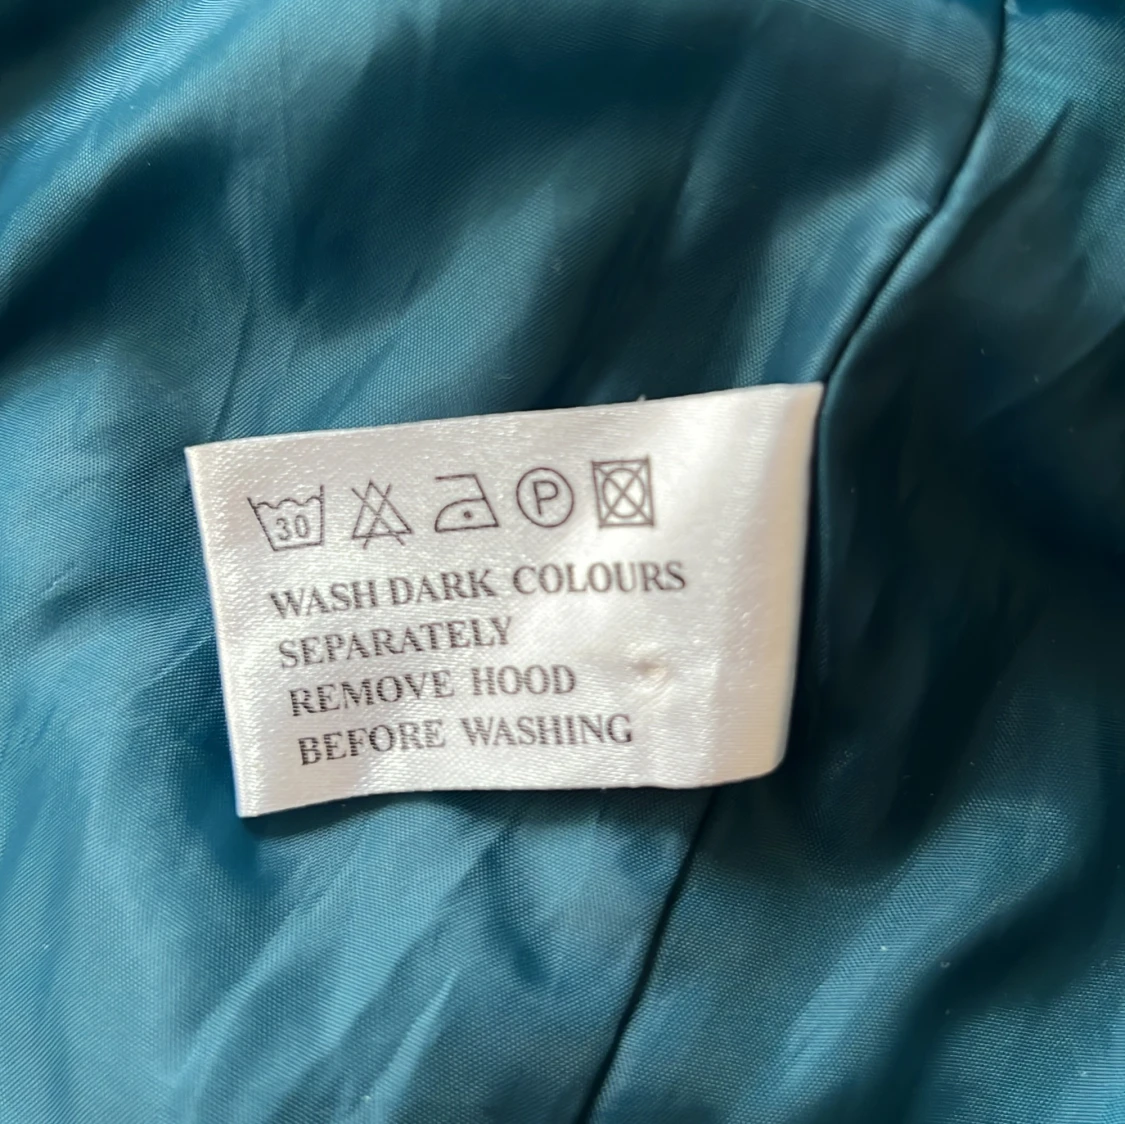 30 P
WASH DARK COLOURS
SEPARATELY
REMOVE HOOD
BEFORE WASHING